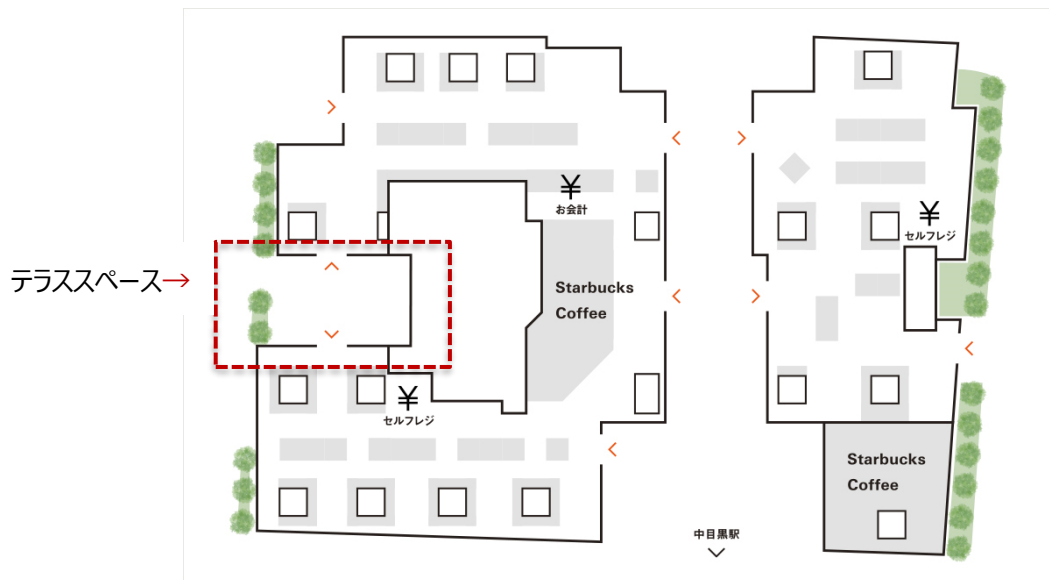 ¥
お会計
¥
セルフレジ
テラススペース→
Starbucks
Coffee
¥
セルフレジ
Starbucks
Coffee
中目黒駅